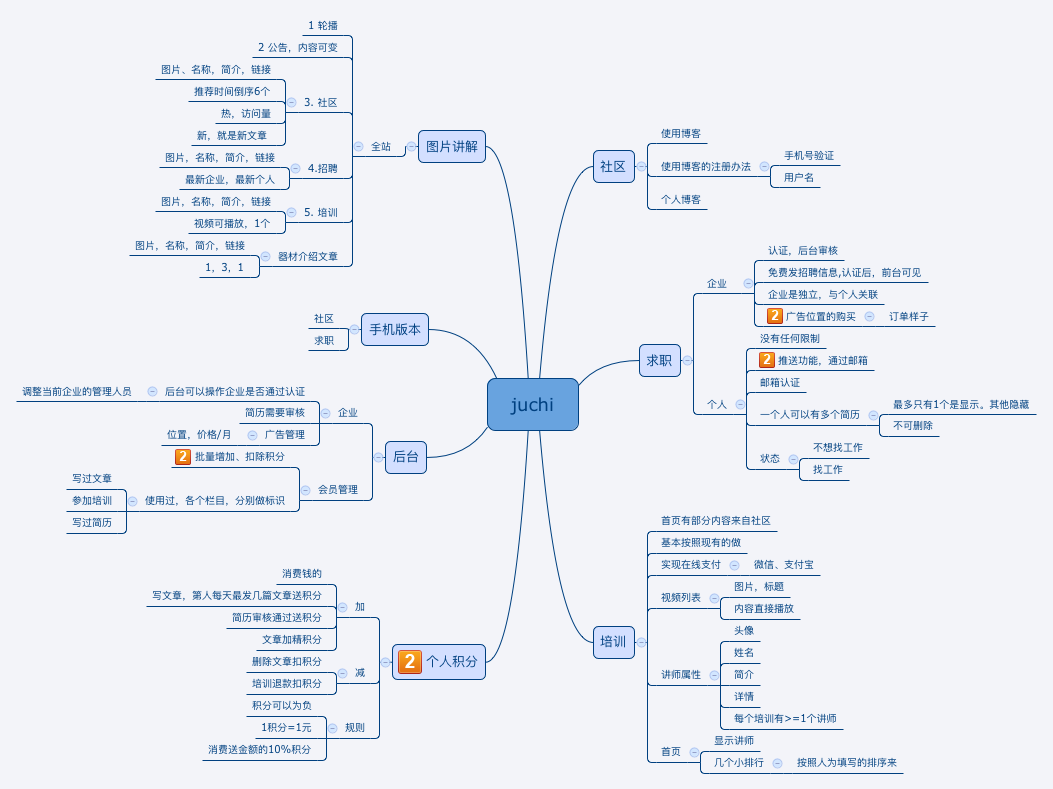 juchi
图片讲解
全站
1 轮播
2 公告，内容可变
3. 社区
图片、名称，简介，链接
推荐时间倒序6个
热，访问量
新，就是新文章
4.招聘
图片，名称，简介，链接
最新企业，最新个人
5. 培训
图片，名称，简介，链接
视频可播放，1个
器材介绍文章
图片，名称，简介，链接
1，3，1
手机版本
社区
求职
后台
企业
后台可以操作企业是否通过认证
调整当前企业的管理人员
简历需要审核
广告管理
位置，价格/月
会员管理
2 批量增加、扣除积分
使用过，各个栏目，分别做标识
写过文章
参加培训
写过简历
2 个人积分
加
消费钱的
写文章，第人每天最发几篇文章送积分
简历审核通过送积分
文章加精积分
减
删除文章扣积分
培训退款扣积分
规则
积分可以为负
1积分=1元
消费送金额的10%积分
社区
使用博客
使用博客的注册办法
手机号验证
用户名
个人博客
求职
企业
认证，后台审核
免费发招聘信息,认证后，前台可见
企业是独立，与个人关联
2 广告位置的购买
订单样子
个人
没有任何限制
2 推送功能，通过邮箱
邮箱认证
一个人可以有多个简历
最多只有1个是显示。其他隐藏
不可删除
状态
不想找工作
找工作
培训
首页有部分内容来自社区
基本按照现有的做
实现在线支付
微信、支付宝
视频列表
图片，标题
内容直接播放
讲师属性
头像
姓名
简介
详情
每个培训有>=1个讲师
首页
显示讲师
几个小排行
按照人为填写的排序来